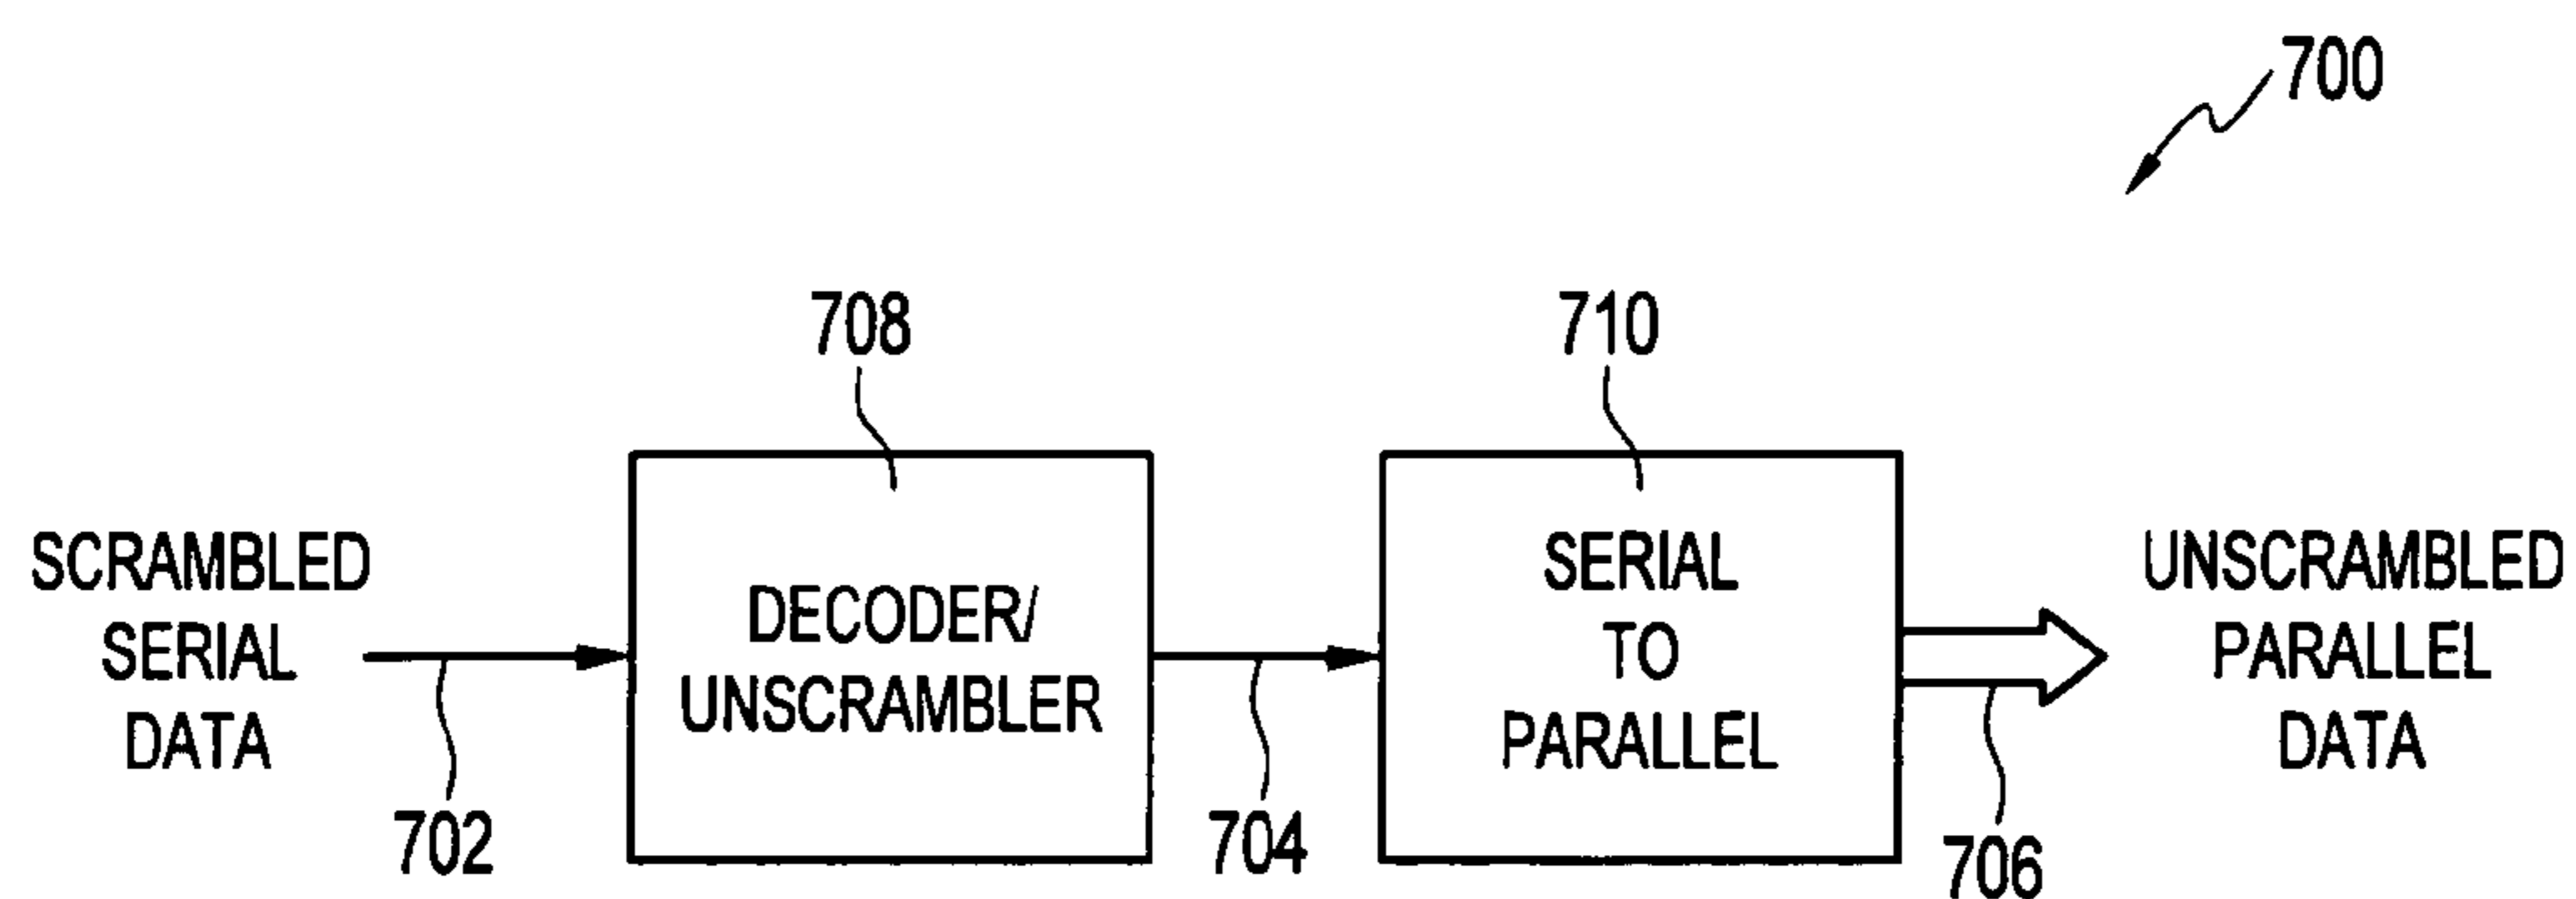 700
708
710
SCRAMBLED
SERIAL
DATA
702
DECODER/
UNSCRAMBLER
704
SERIAL
TO
PARALLEL
706
UNSCRAMBLED
PARALLEL
DATA